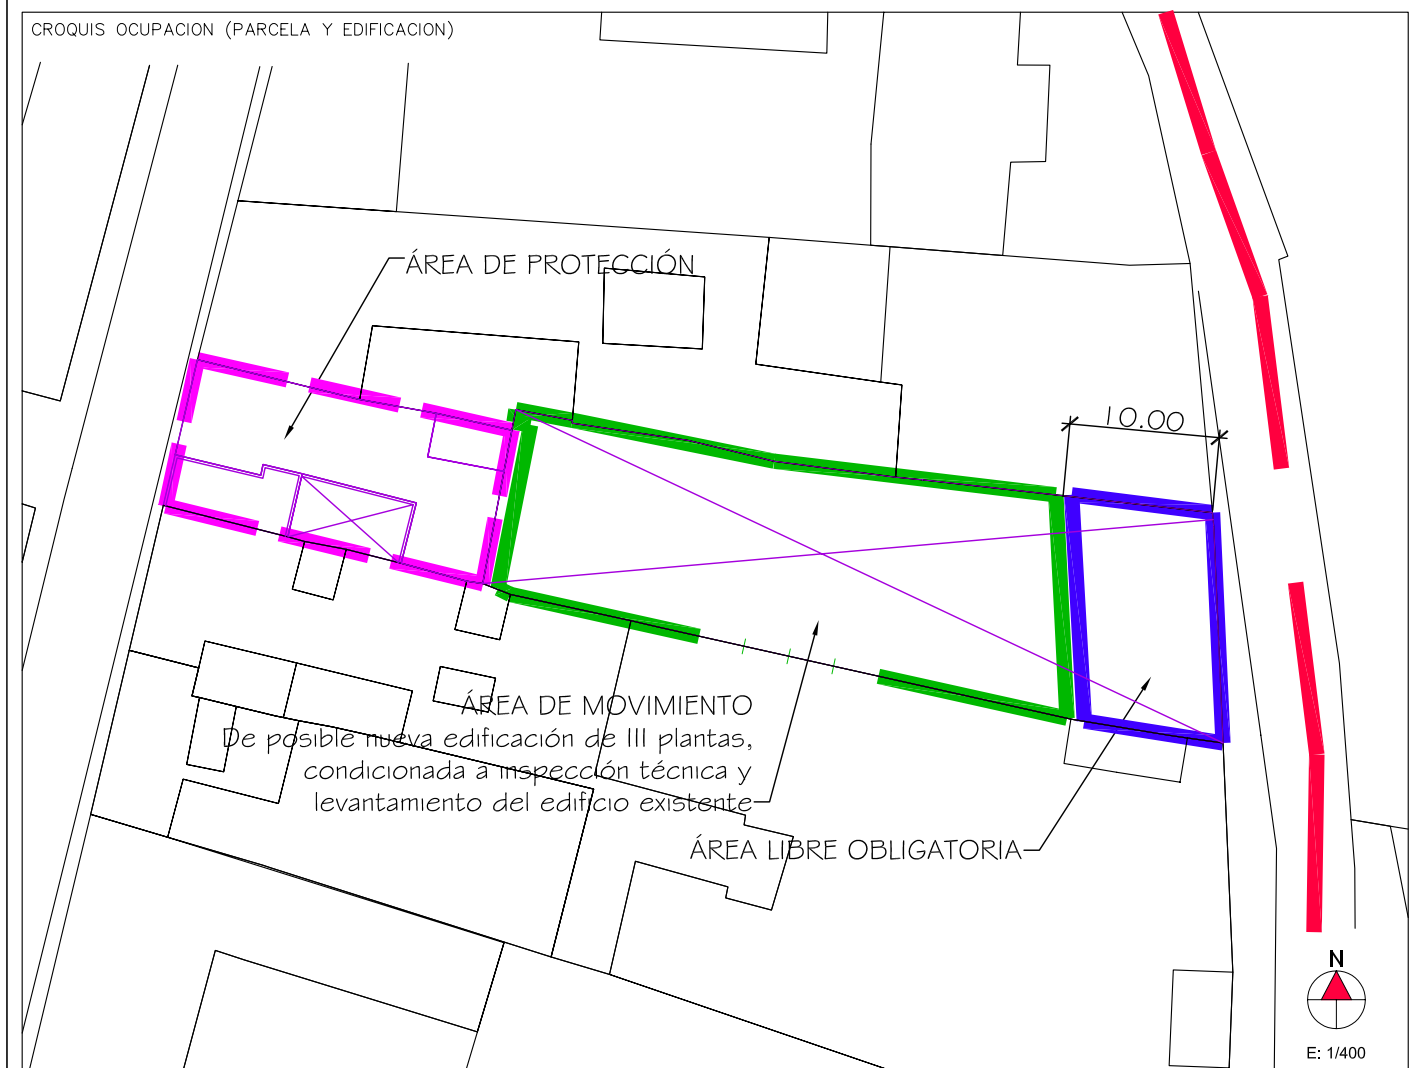 CROQUIS OCUPACION (PARCELA Y EDIFICACION)
ÁREA DE PROTECCIÓN
10.00
ÁREA DE MOVIMIENTO
De posible nueva edificación de III plantas,
condicionada a inspección técnica y
levantamiento del edificio existente
ÁREA LIBRE OBLIGATORIA
N
E: 1/400